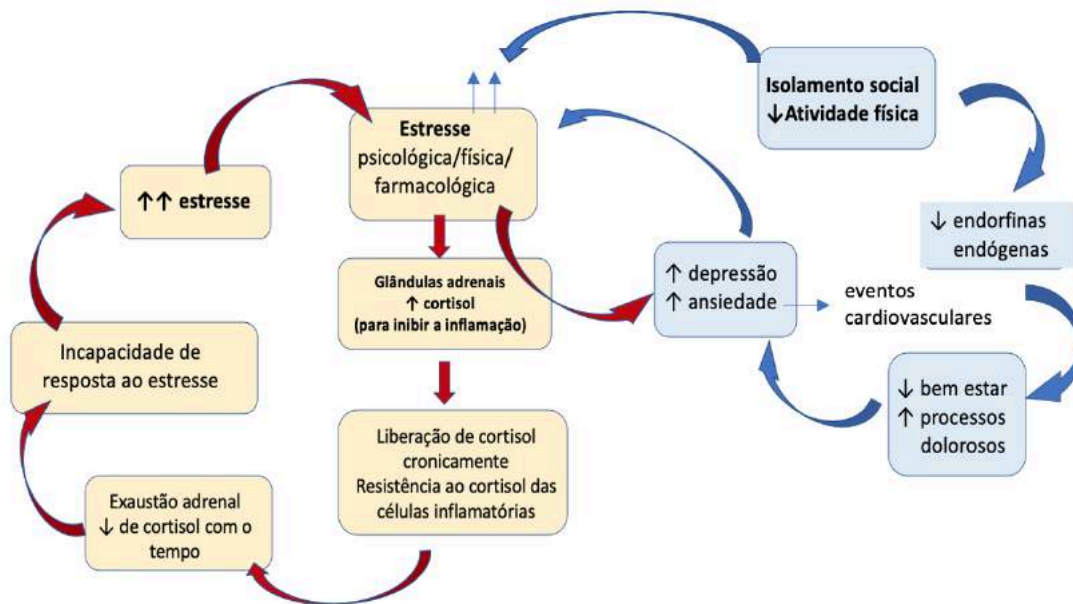 Isolamento social
↓Atividade física
Estresse
psicológica/física/
farmacológica
↑↑ estresse
↓ endorfinas
endógenas
Glândulas adrenais
↑ cortisol
(para inibir a inflamação)
↑ depressão
↑ ansiedade
eventos
cardiovasculares
Incapacidade de
resposta ao estresse
↓ bem estar
↑ processos
dolorosos
Liberação de cortisol
cronicamente
Resistência ao cortisol das
células inflamatórias
Exaustão adrenal
↓ de cortisol com o
tempo